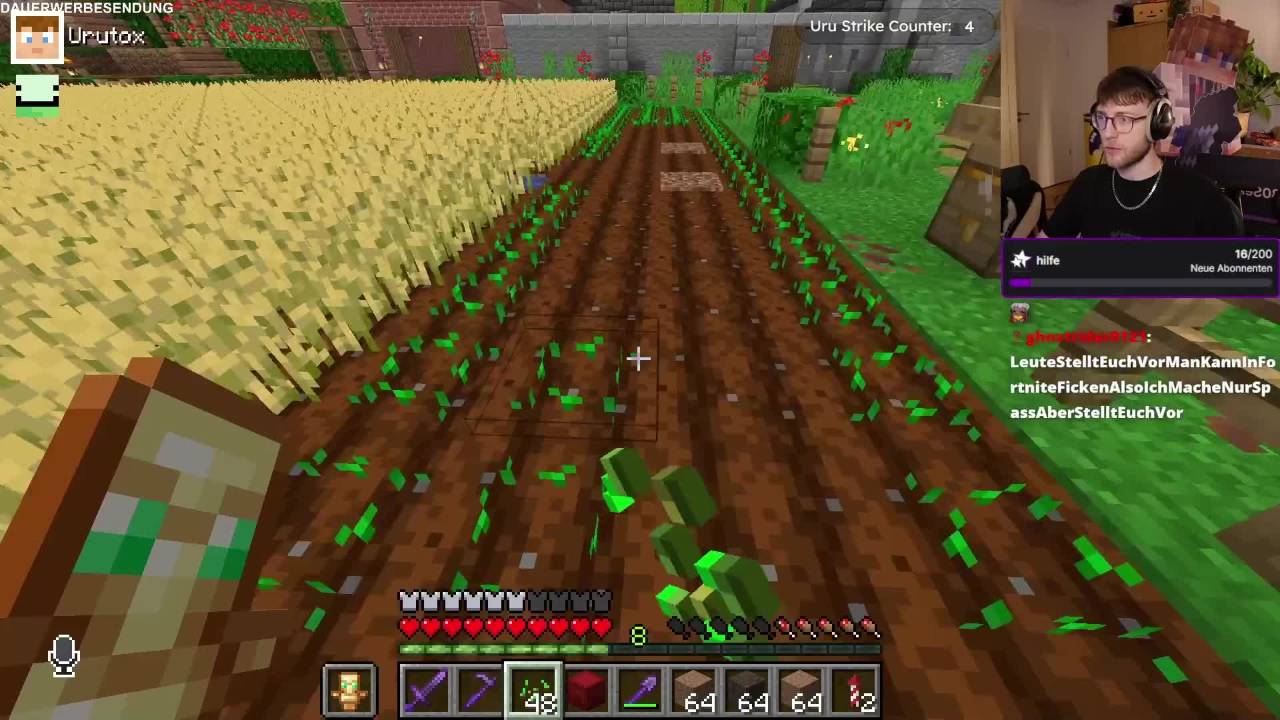 DAUERWERBESENDUNG
Urutox
Uru Strike Counter: 4
hilfe
16/200
Neue Abonnenten
LeuteStelltEuchVorManKannInFo
rtniteFickenAlsoIchMacheNurSp
assAberStelltEuchVor
8
48
64
64
64
2